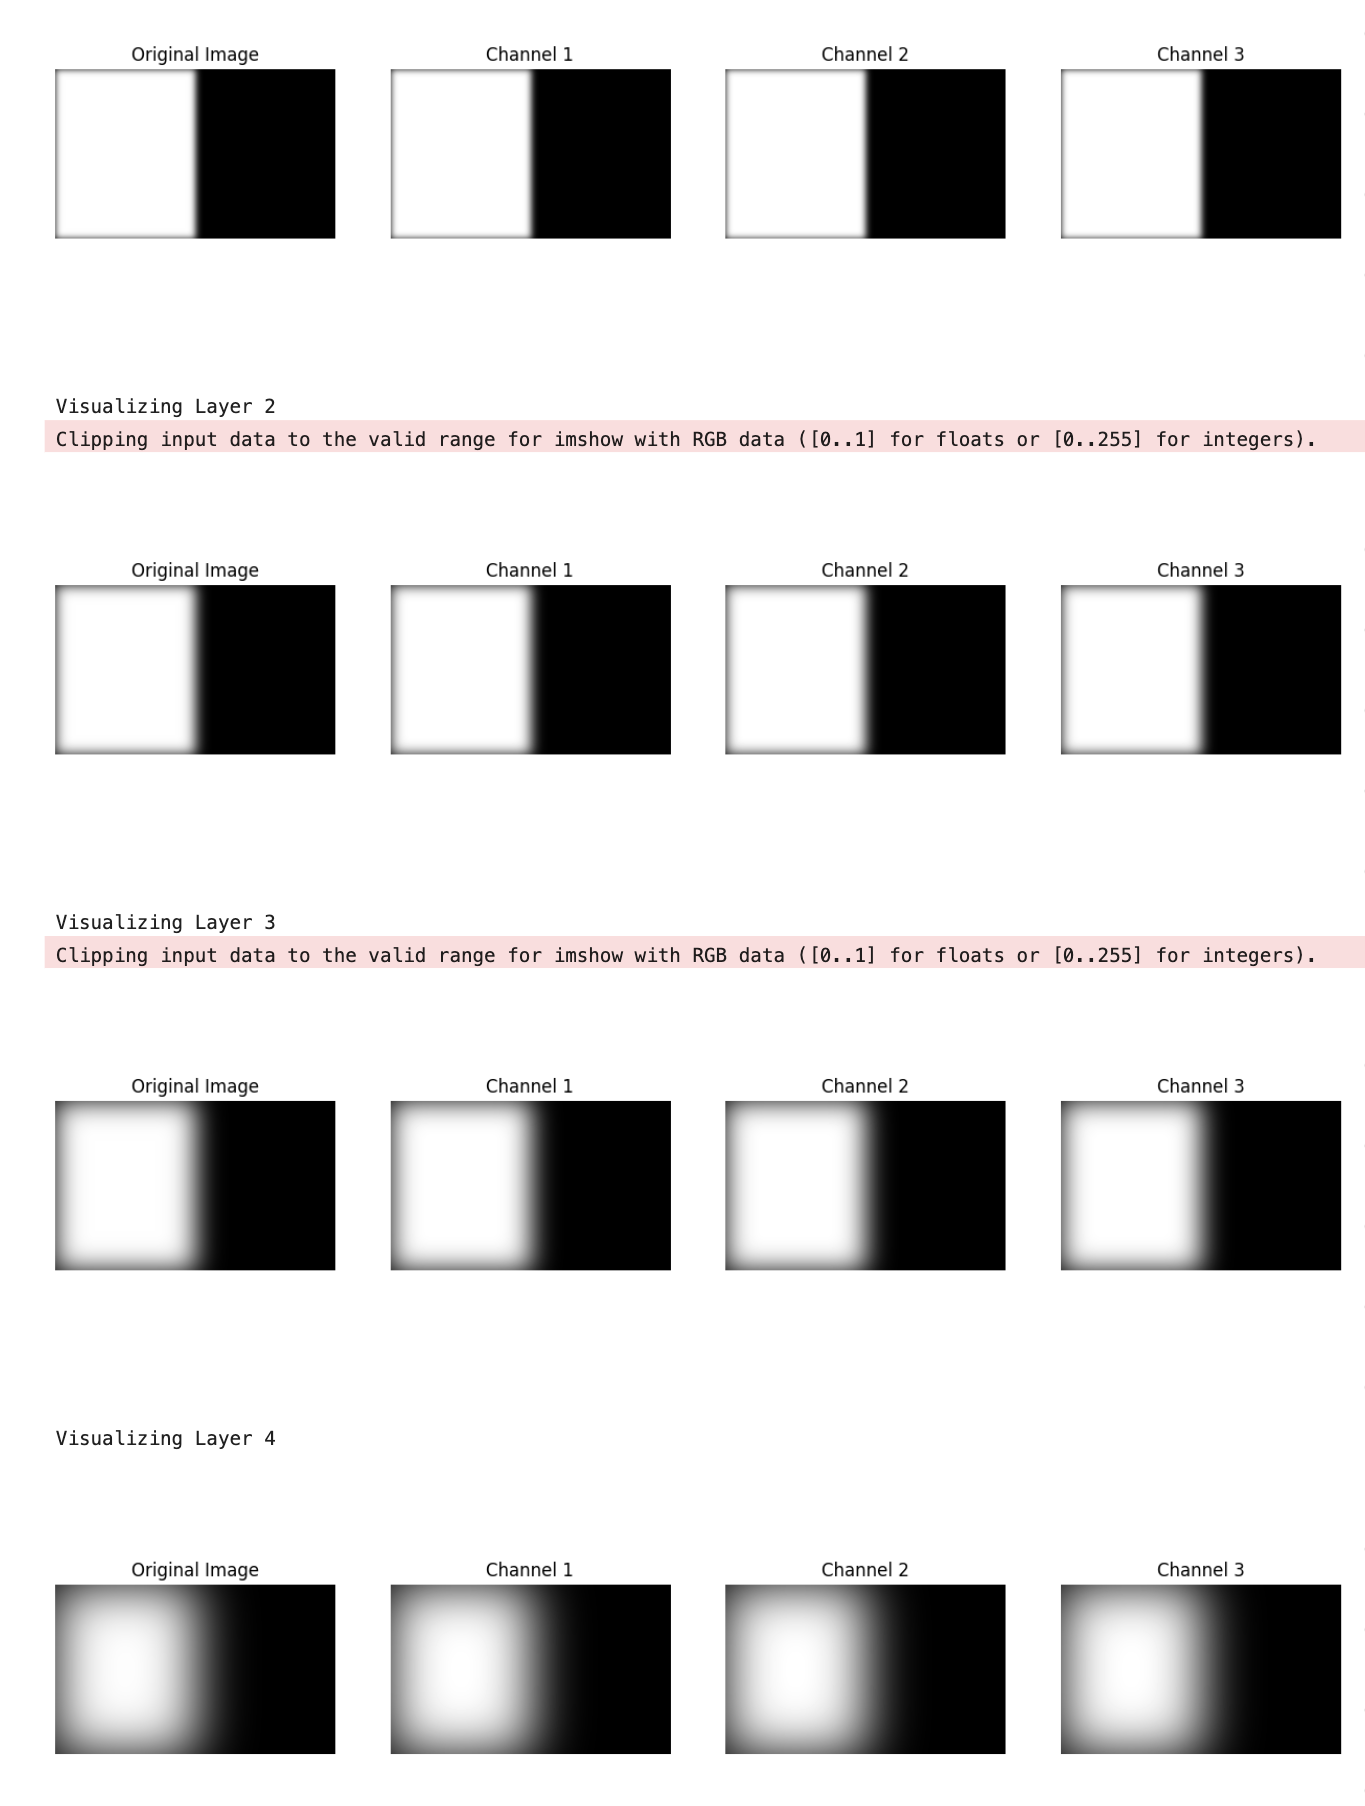 Original Image Channel 1 Channel 2 Channel 3
Visualizing Layer 2
Clipping input data to the valid range for imshow with RGB data ([0..1] for floats or [0..255] for integers).
Original Image Channel 1 Channel 2 Channel 3
Visualizing Layer 3
Clipping input data to the valid range for imshow with RGB data ([0..1] for floats or [0..255] for integers).
Original Image Channel 1 Channel 2 Channel 3
Visualizing Layer 4
Original Image Channel 1 Channel 2 Channel 3